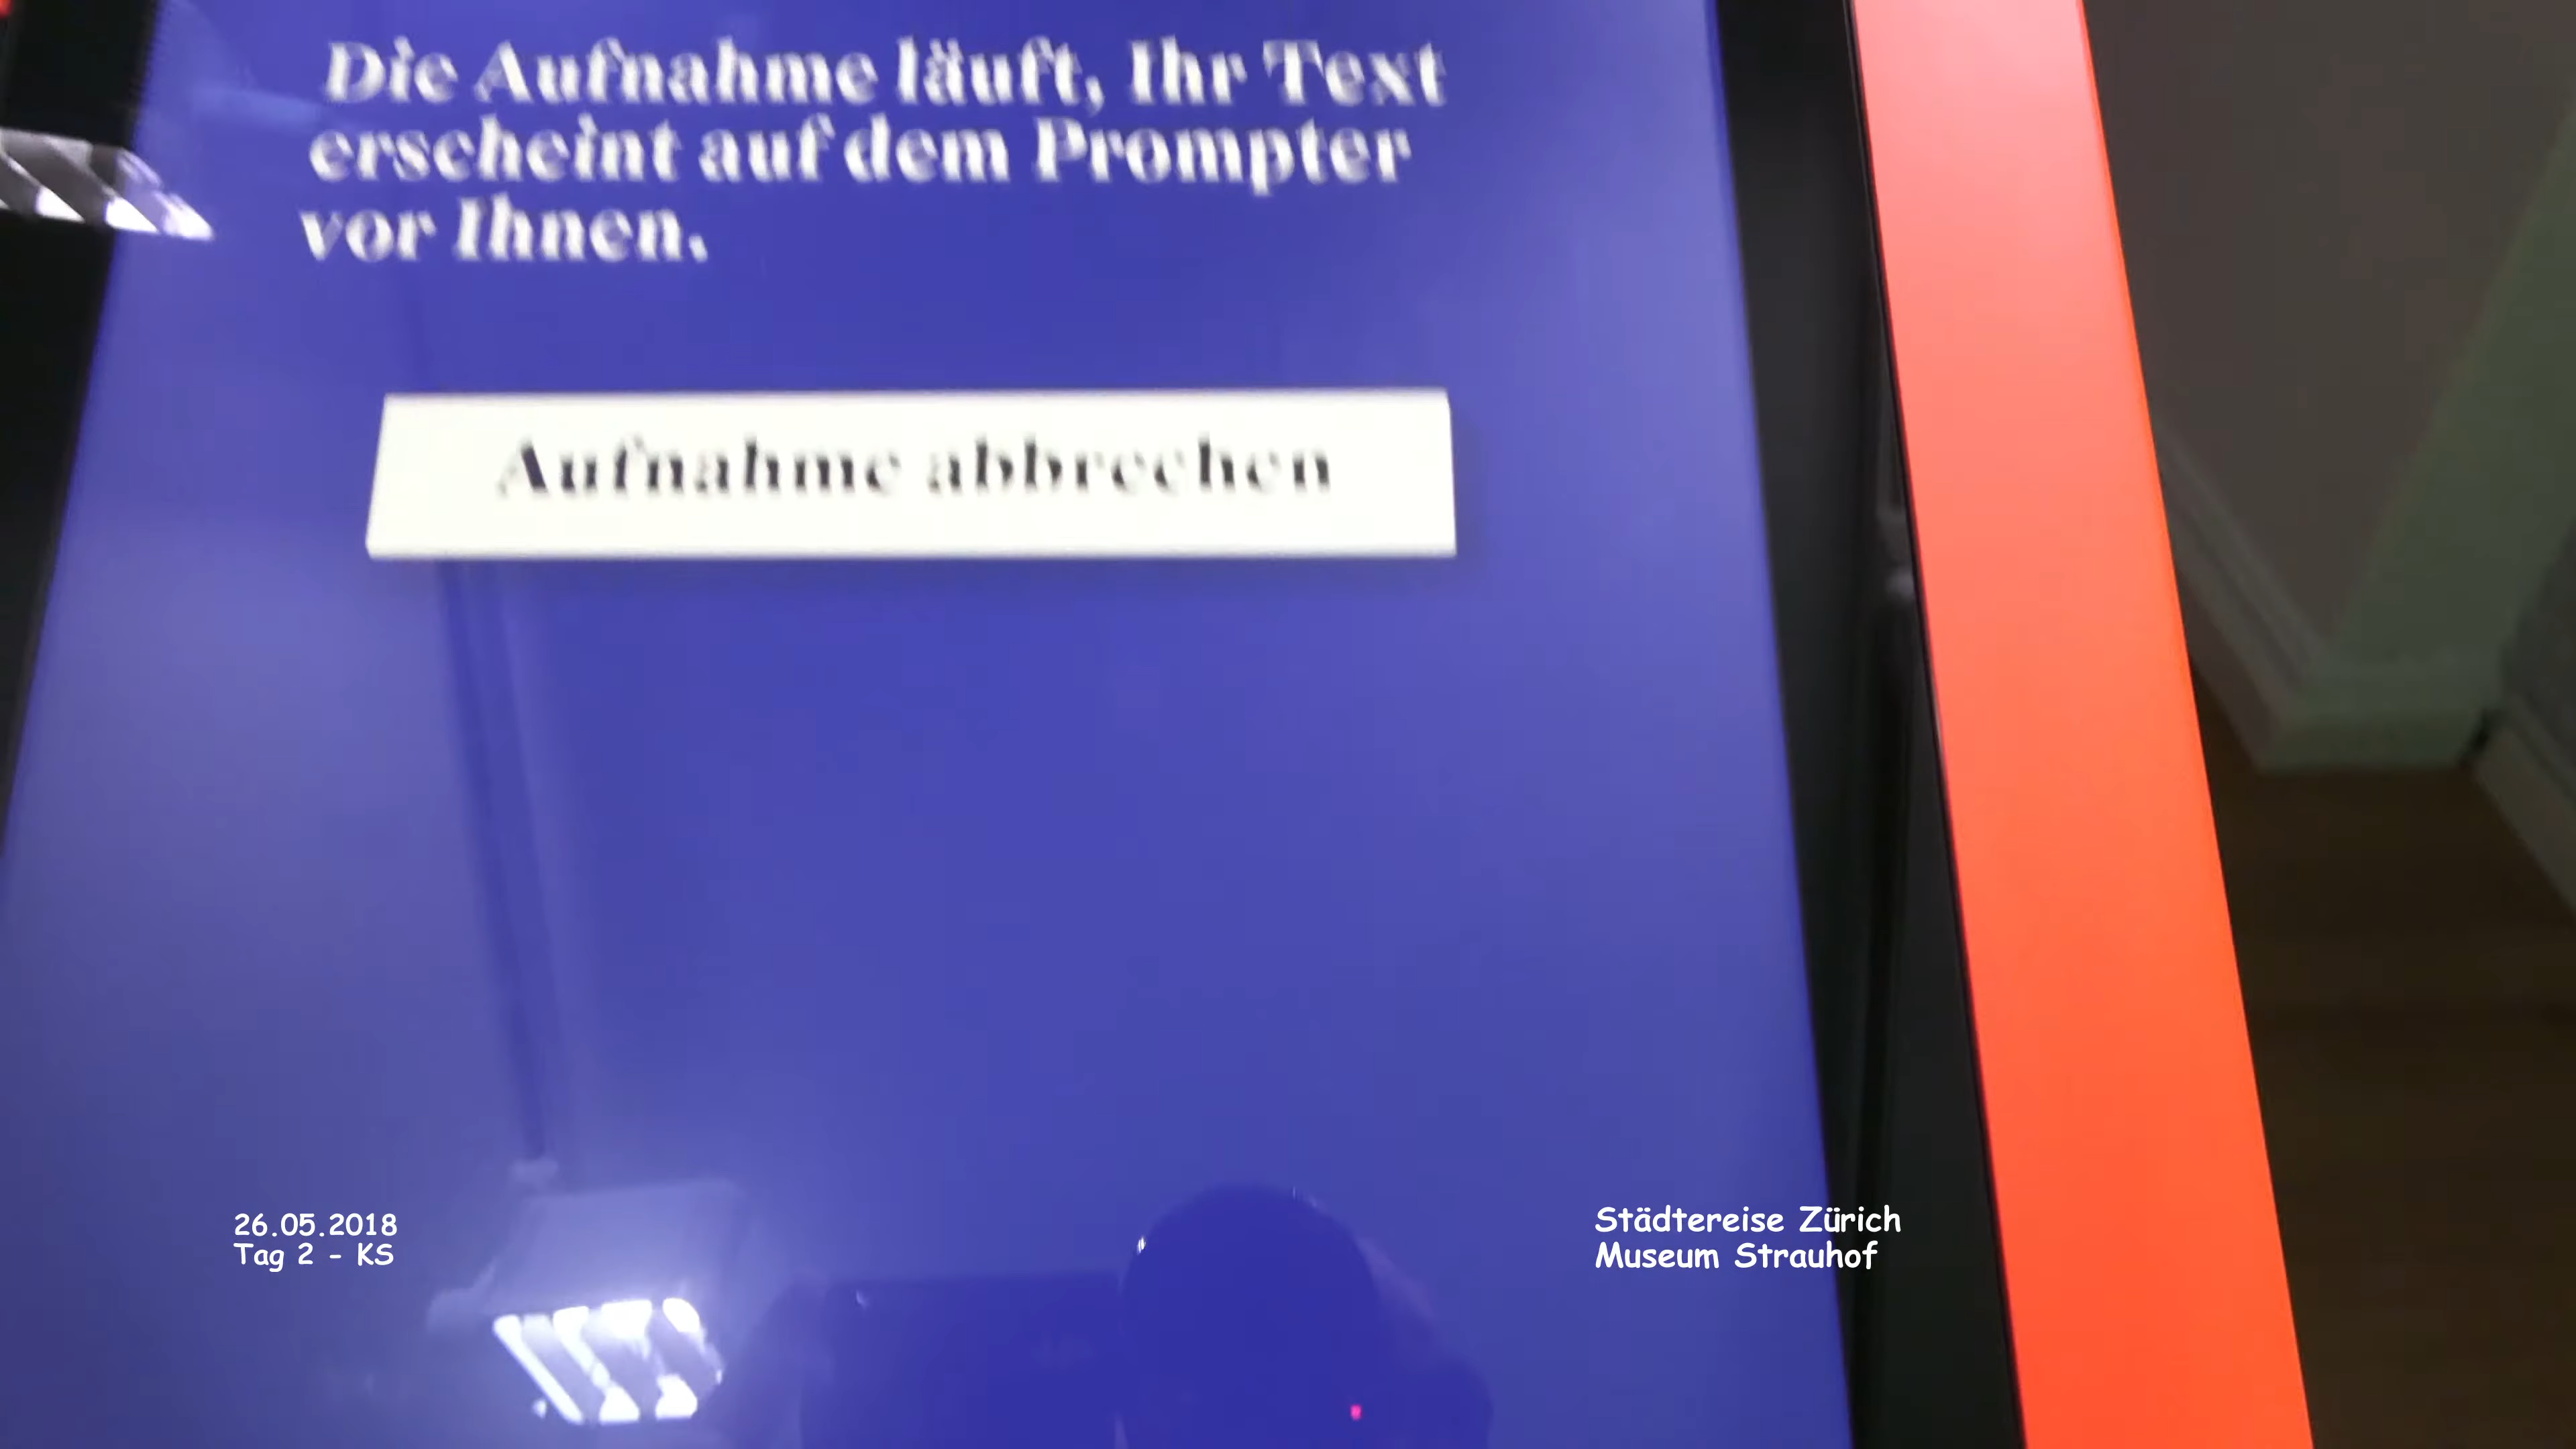 Die Aufnahme läuft, Ihr Text
erscheint auf dem Prompter
vor Ihnen.
Aufnahme abbrechen
26.05.2018
Tag 2 - KS
Städtereise Zürich
Museum Strauhof